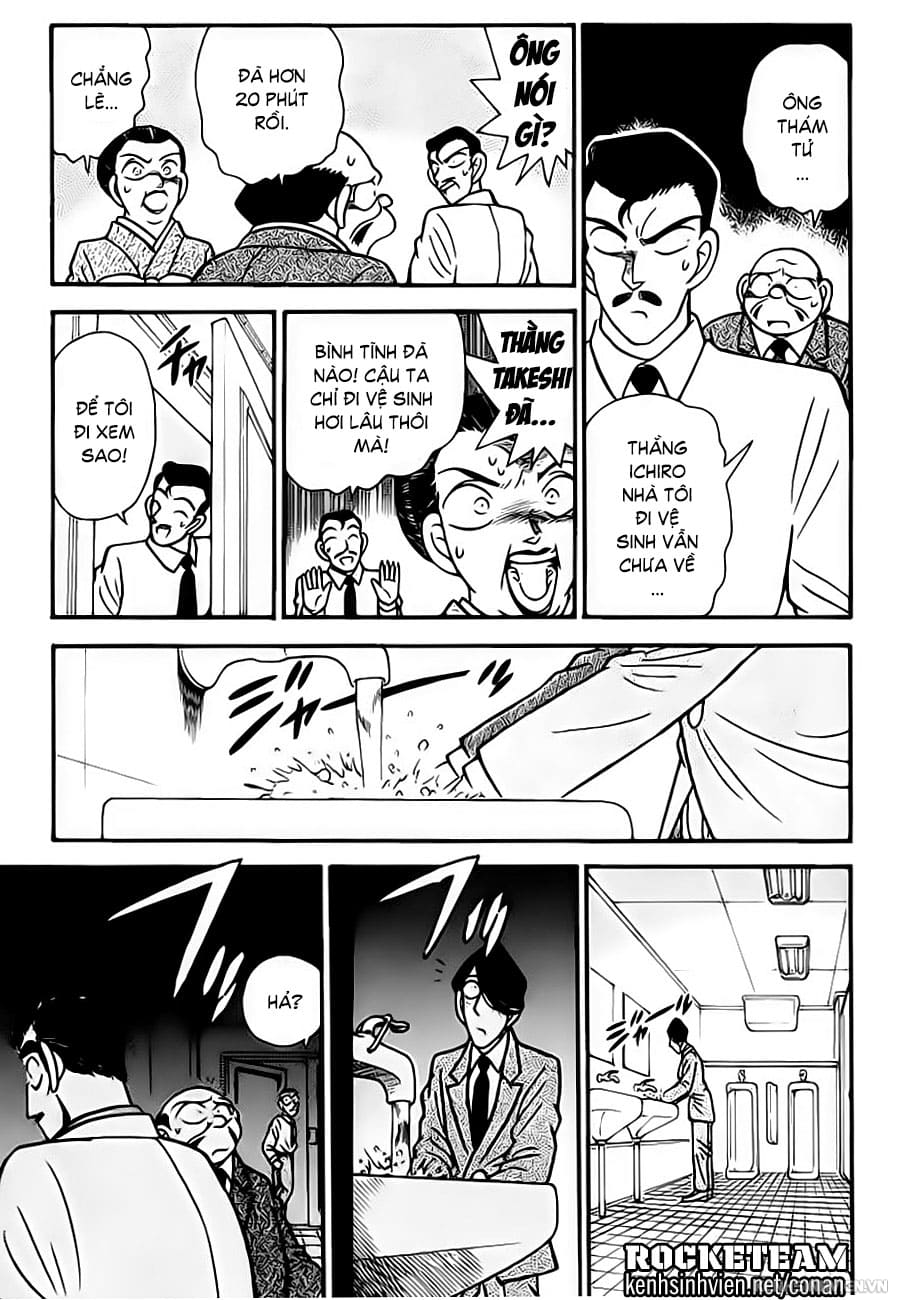 ÔNG
THÁM
TỬ
...
THẰNG
ICHIRO
NHÀ TÔI
ĐI VỆ
SINH VẪN
CHƯA VỀ
...
ÔNG
NÓI
GÌ?
ĐÃ HƠN
20 PHÚT
RỒI.
CHẲNG
LẼ...
THẰNG
TAKESHI
ĐÃ...
BÌNH TĨNH ĐÃ
NÀO! CẬU TA
CHỈ ĐI VỆ SINH
HƠI LÂU THÔI
MÀ!
ĐỂ TÔI
ĐI XEM
SAO!
HẢ?
ROCKETEAM
kenhsinhvien.net/conan